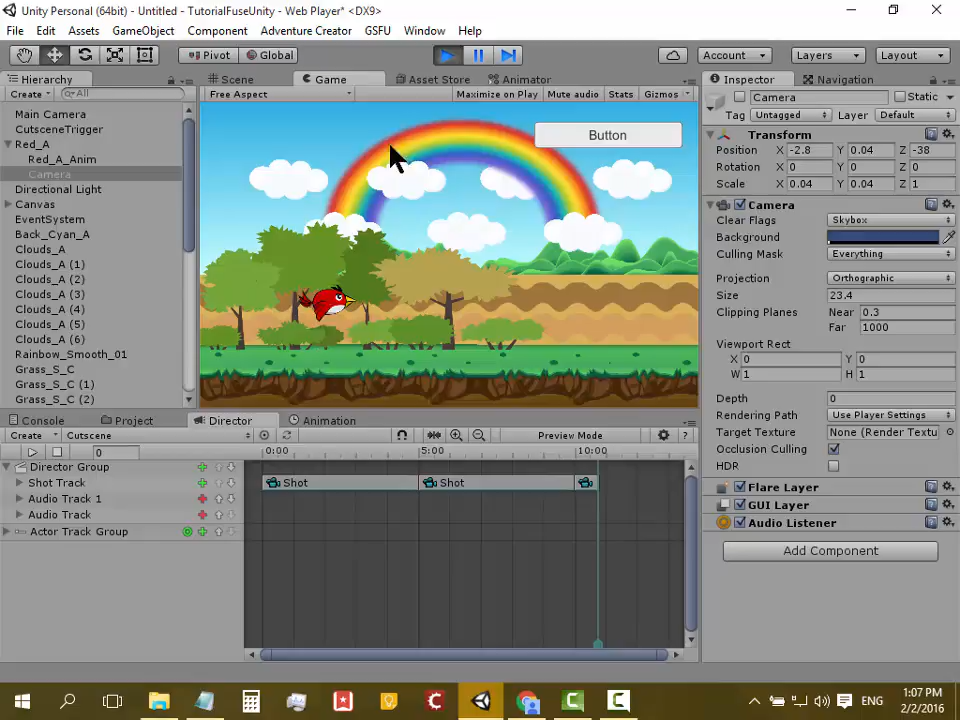 Unity Personal (64bit) - Untitled - TutorialFuseUnity - Web Player* <DX9>
File Edit Assets GameObject Component Adventure Creator GSFU Window Help
Pivot Global Account Layers Layout
Hierarchy Scene Game Asset Store Animator Inspector Navigation
Create All Free Aspect Maximize on Play Mute audio Stats Gizmos Camera Static
Main Camera Button Tag Untagged Layer Default
CutsceneTrigger Transform
Red_A Position X -2.8 Y 0.04 Z -38
Red_A_Anim Rotation X 0 Y 0 Z 0
Camera Scale X 0.04 Y 0.04 Z 1
Directional Light
Canvas Camera
EventSystem Clear Flags Skybox
Back_Cyan_A Background
Clouds_A Culling Mask Everything
Clouds_A (1)
Clouds_A (2) Projection Orthographic
Clouds_A (3) Size 23.4
Clouds_A (4) Clipping Planes Near 0.3
Clouds_A (5) Far 1000
Clouds_A (6) Viewport Rect
Rainbow_Smooth_01 X 0 Y 0
Grass_S_C W 1 H 1
Grass_S_C (1)
Grass_S_C (2) Depth 0
Rendering Path Use Player Settings
Console Project Director Animation Target Texture None (Render Textu
Create Cutscene Preview Mode ? Occlusion Culling
0 0:00 5:00 10:00 HDR
Director Group
Shot Track Shot Shot Flare Layer
Audio Track 1 GUI Layer
Audio Track Audio Listener
Actor Track Group
Add Component
ENG 1:07 PM
2/2/2016